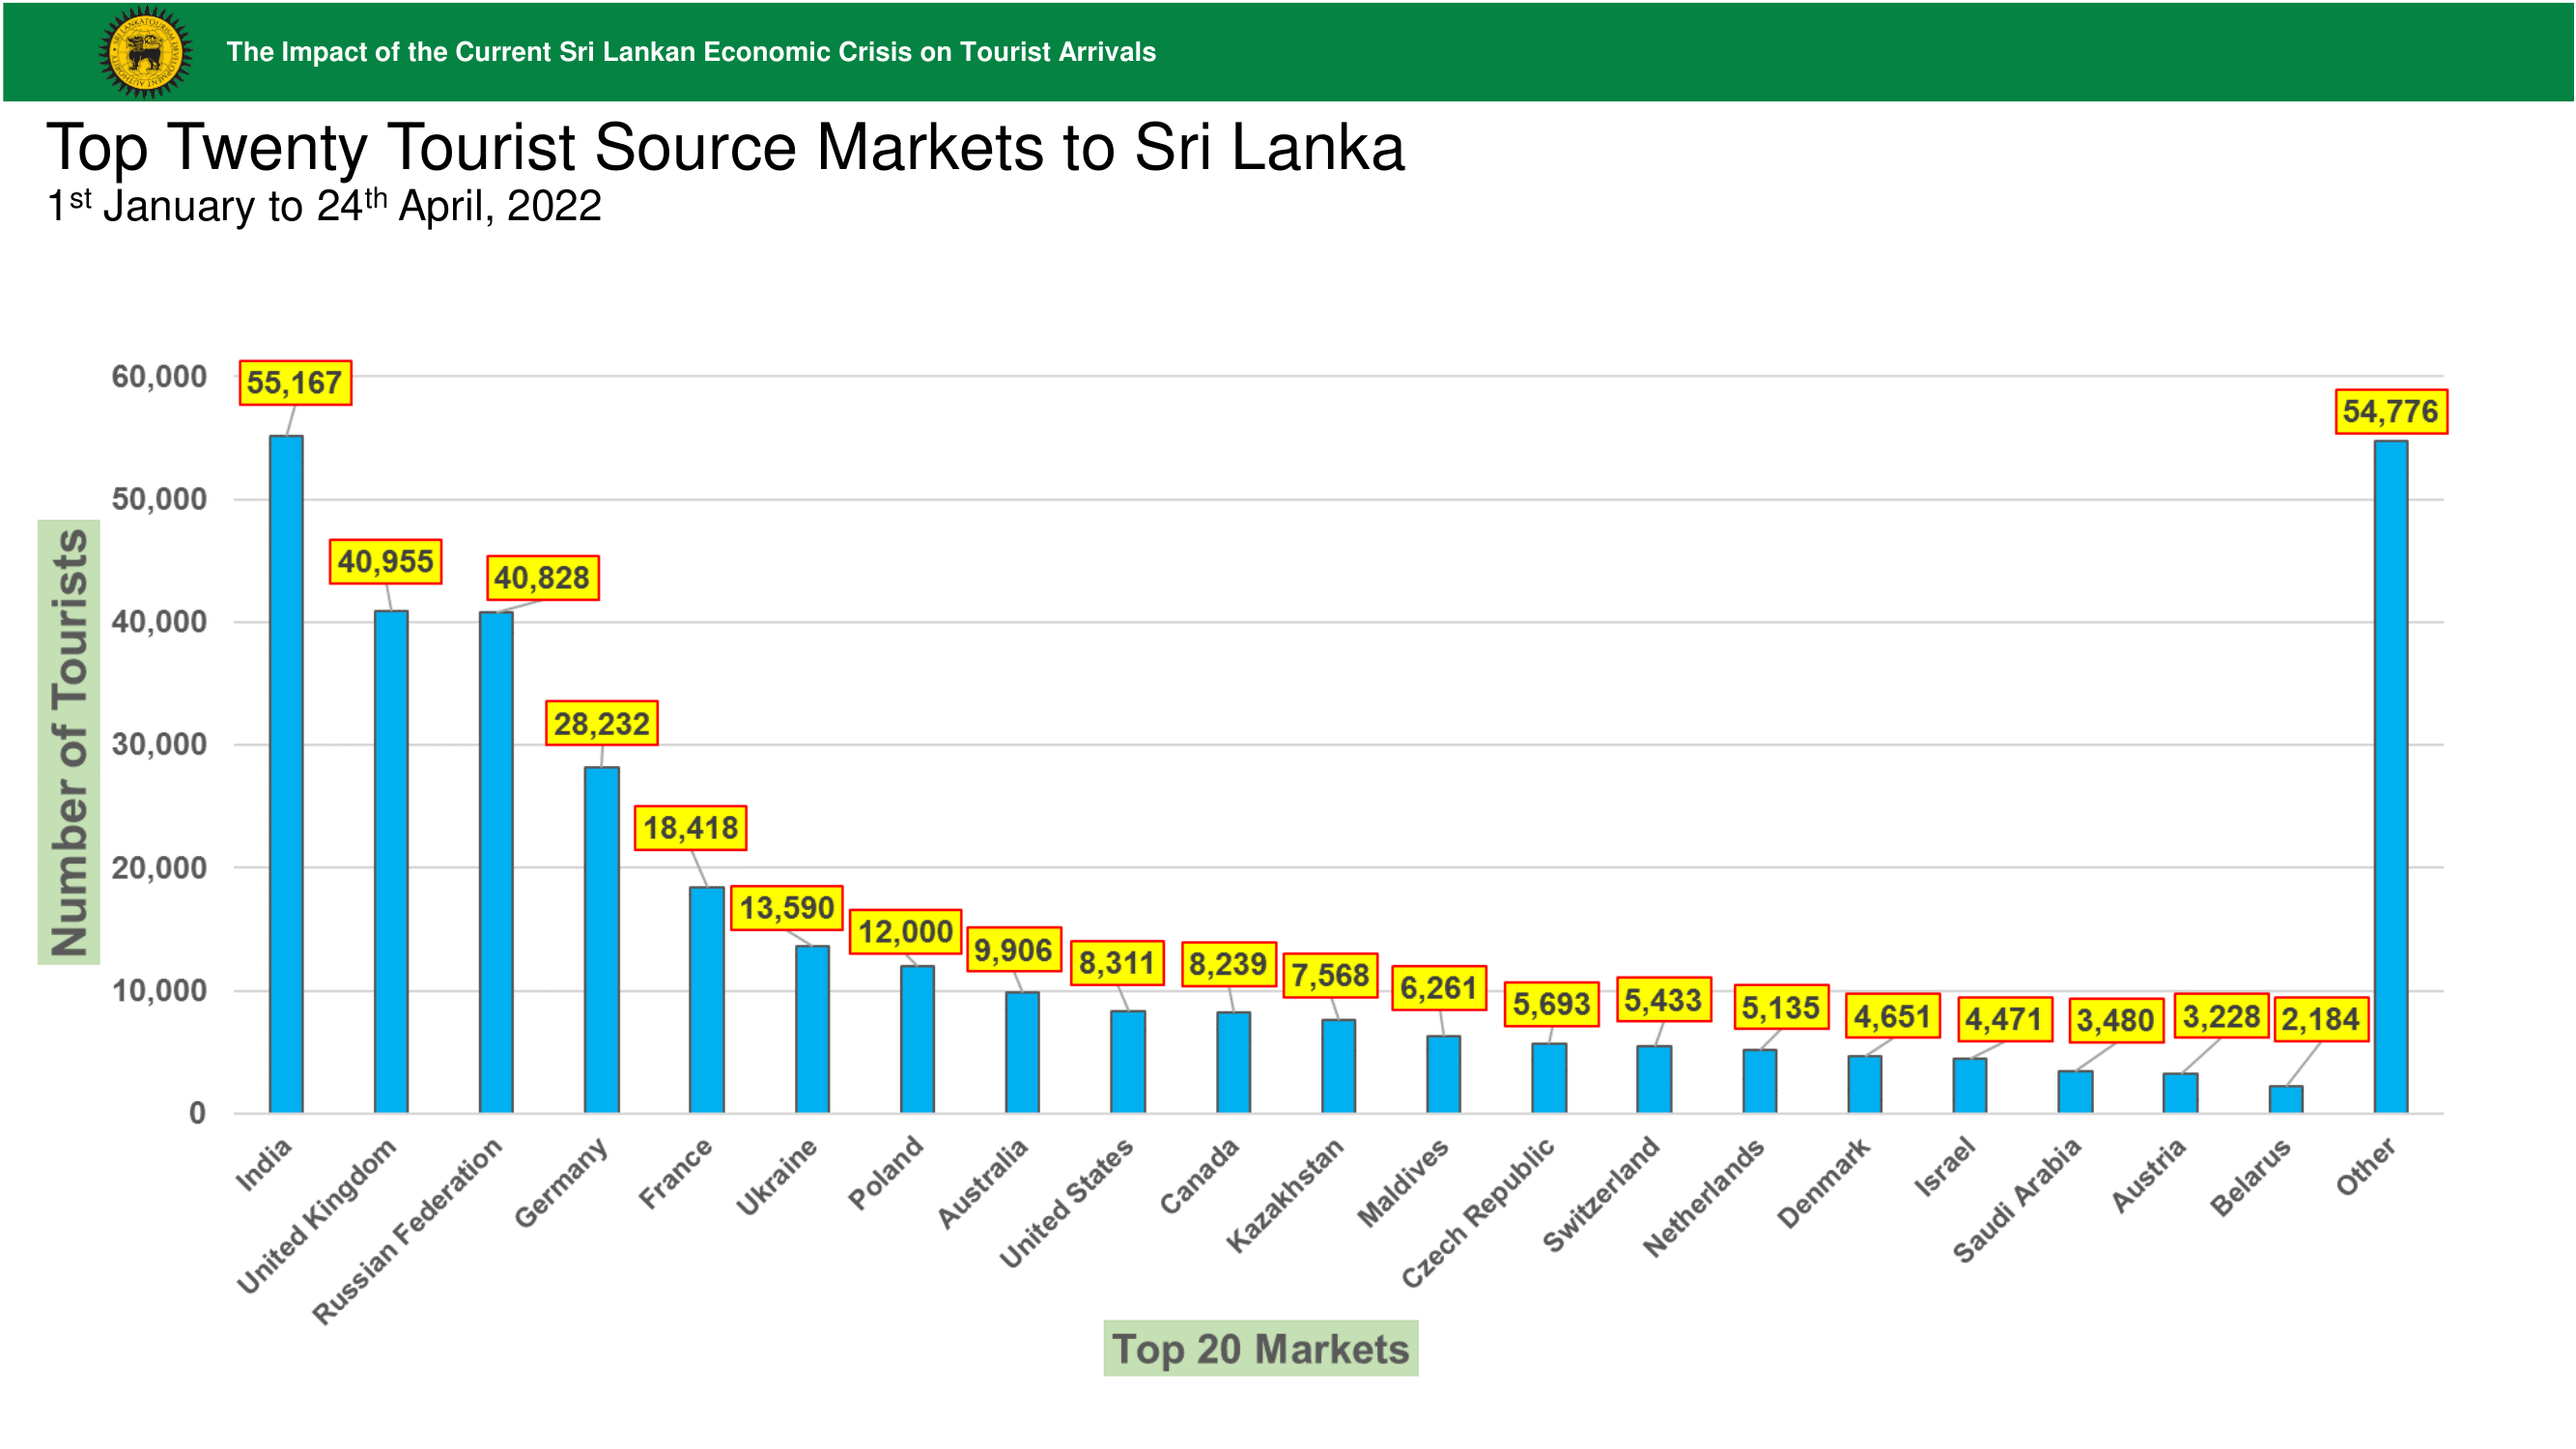 The Impact of the Current Sri Lankan Economic Crisis on Tourist Arrivals
Top Twenty Tourist Source Markets to Sri Lanka
1st January to 24th April, 2022
Number of Tourists
60,000
50,000
40,000
30,000
20,000
10,000
0
55,167
40,955
40,828
28,232
18,418
13,590
12,000
9,906
8,311
8,239
7,568
6,261
5,693
5,433
5,135
4,651
4,471
3,480
3,228
2,184
54,776
India
United Kingdom
Russian Federation
Germany
France
Ukraine
Poland
Australia
United States
Canada
Kazakhstan
Maldives
Czech Republic
Switzerland
Netherlands
Denmark
Israel
Saudi Arabia
Austria
Belarus
Other
Top 20 Markets